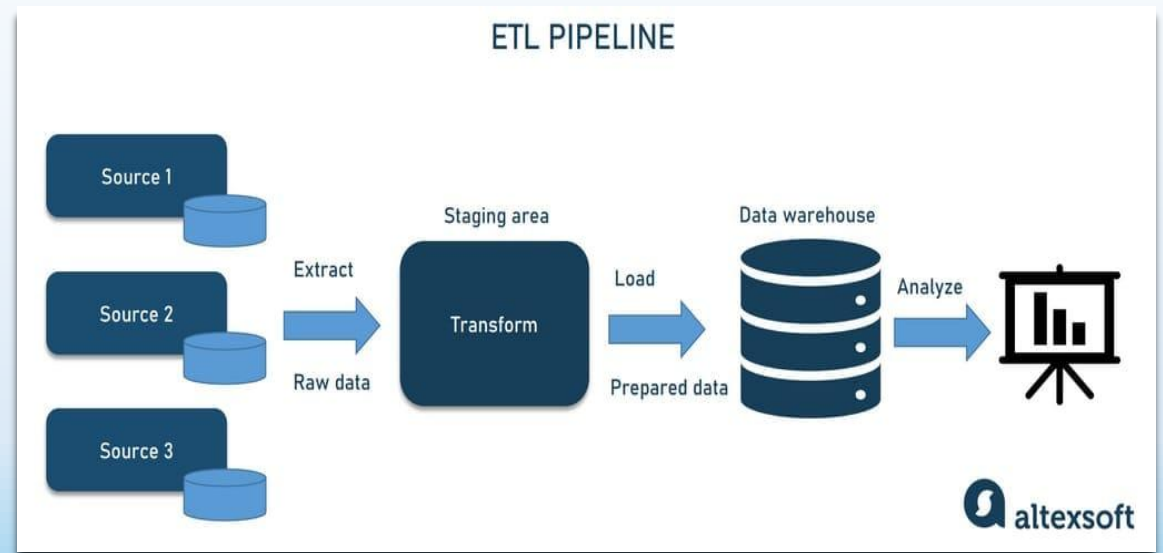 ETL PIPELINE
Source 1
Source 2
Source 3
Extract
Raw data
Staging area
Transform
Load
Prepared data
Data warehouse
Analyze
altexsoft